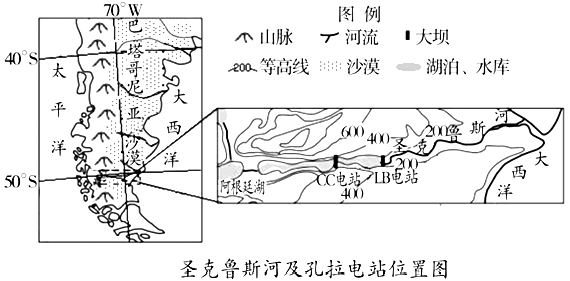 70°W
40°S
50°S
太平洋
巴塔哥尼亚沙漠
大西洋
图例
山脉 河流 大坝
200 等高线 沙漠 湖泊、水库
600
400
200
圣克鲁斯河
200
阿根廷湖
CC电站
LB电站
400
大西洋
圣克鲁斯河及孔拉电站位置图